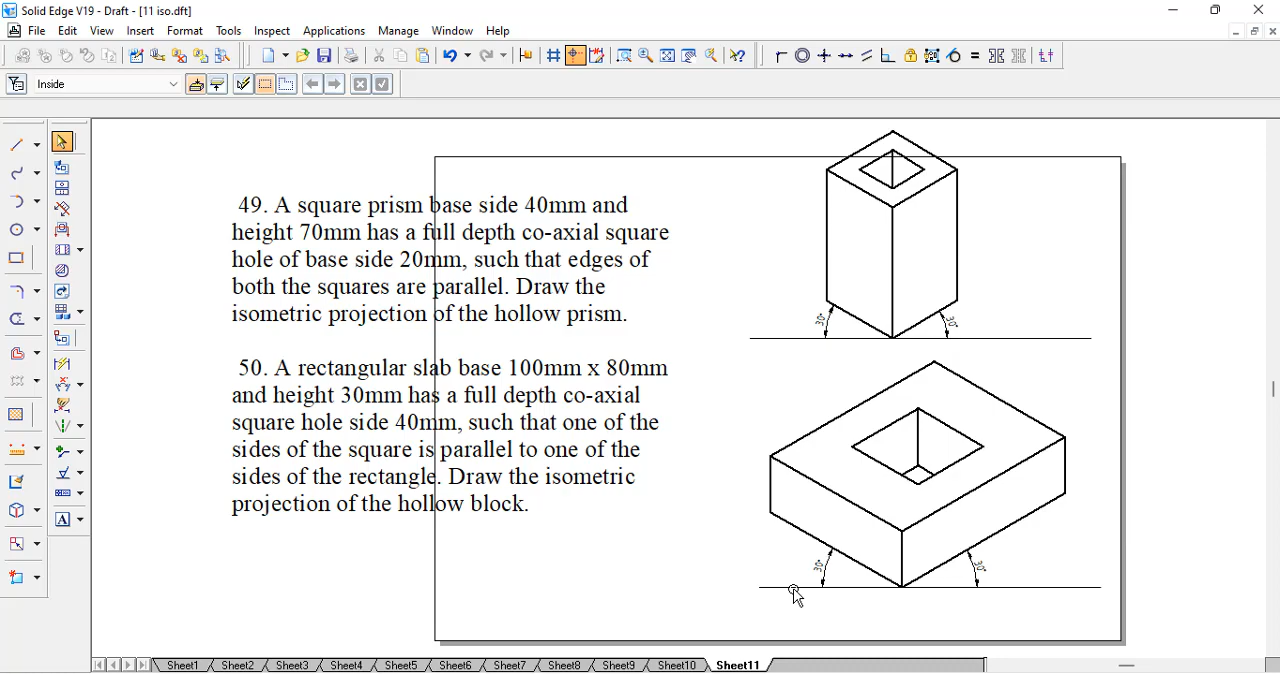 Solid Edge V19 - Draft - [11 iso.dft]
File Edit View Insert Format Tools Inspect Applications Manage Window Help
Inside
49. A square prism base side 40mm and
height 70mm has a full depth co-axial square
hole of base side 20mm, such that edges of
both the squares are parallel. Draw the
isometric projection of the hollow prism.
30° 30°
50. A rectangular slab base 100mm x 80mm
and height 30mm has a full depth co-axial
square hole side 40mm, such that one of the
sides of the square is parallel to one of the
sides of the rectangle. Draw the isometric
projection of the hollow block.
30° 30°
A
Sheet1 Sheet2 Sheet3 Sheet4 Sheet5 Sheet6 Sheet7 Sheet8 Sheet9 Sheet10 Sheet11